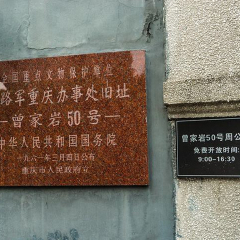 全国重点文物保护单位
路军重庆办事处旧址
—曾家岩50号—
中华人民共和国国务院
一九六一年三月四日公布
重庆市人民政府立
曾家岩50号周公
免费开放时间:
9:00-16:30